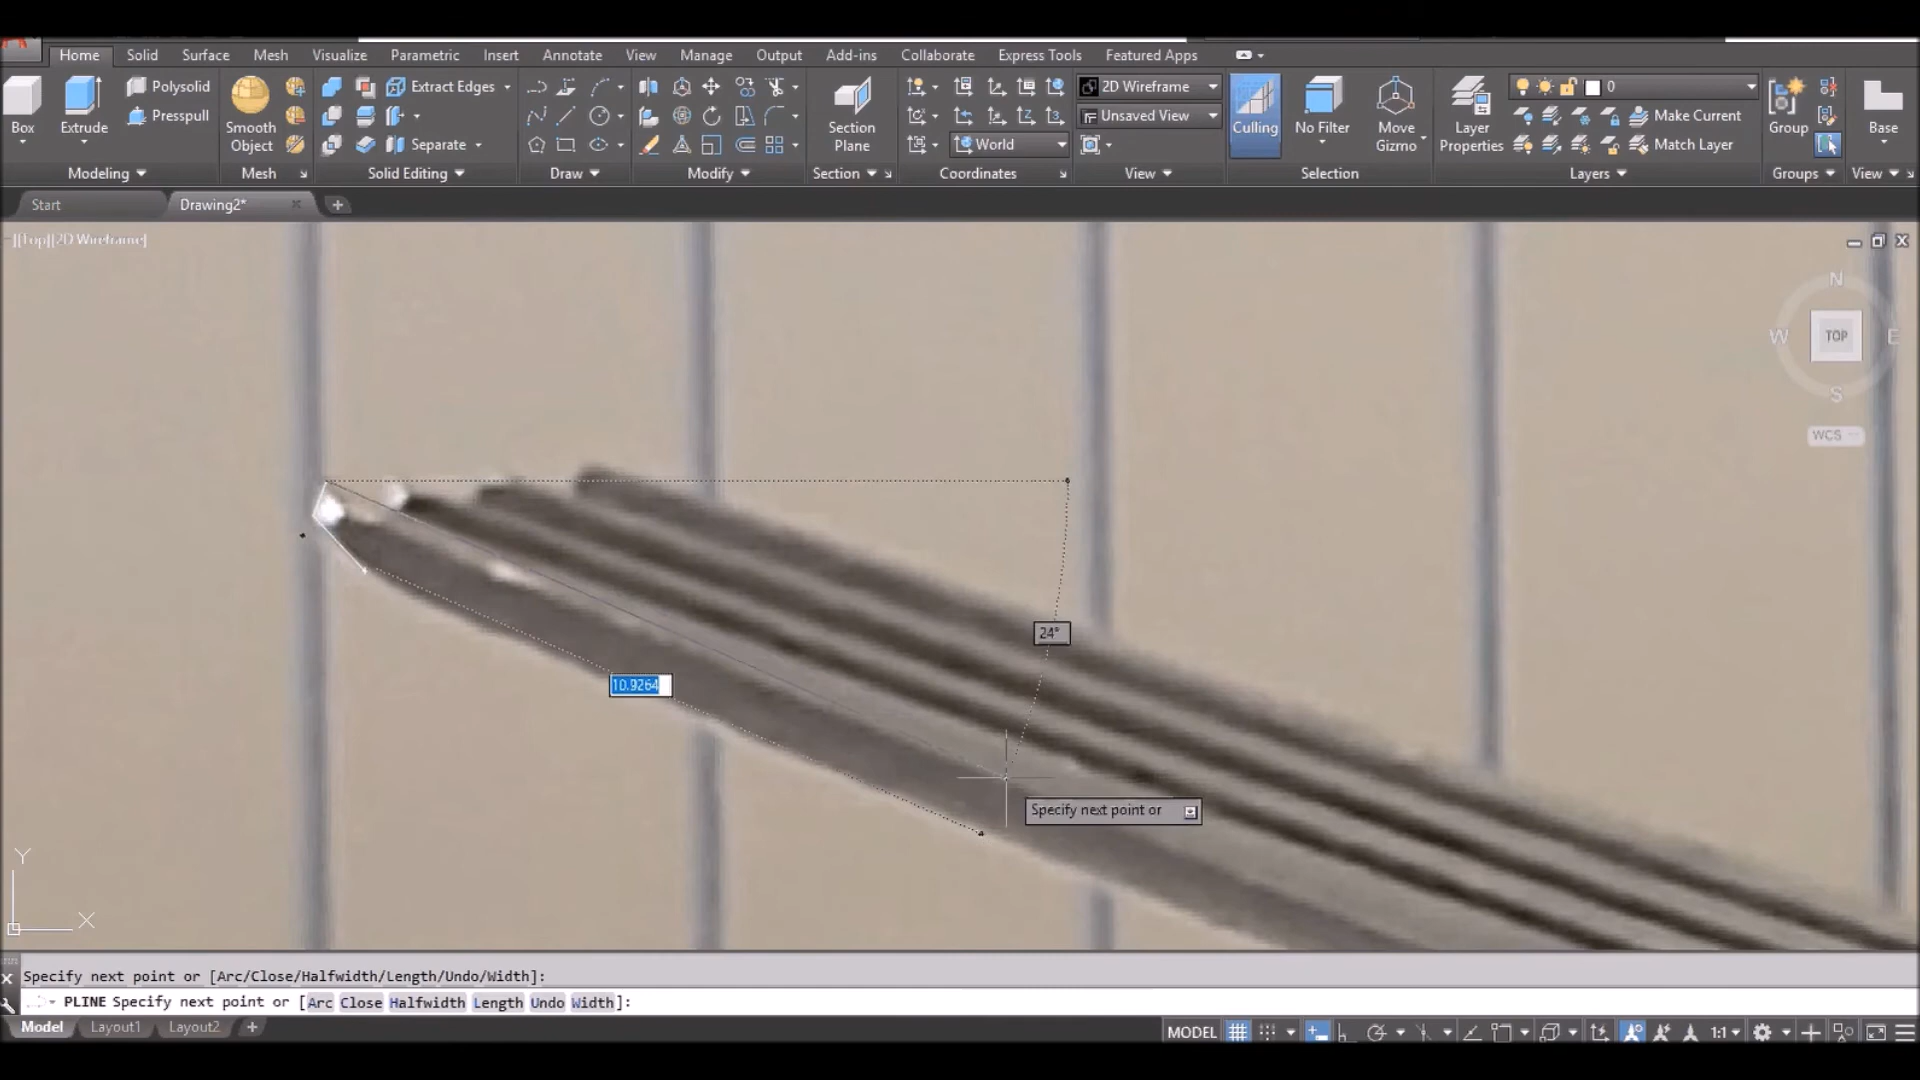 Home Solid Surface Mesh Visualize Parametric Insert Annotate View Manage Output Add-ins Collaborate Express Tools Featured Apps
Box
Extrude
Polysolid
Presspull
Modeling
Smooth Object
Mesh
Extract Edges
Separate
Solid Editing
Draw
Modify
Section Plane
Section
World
Coordinates
2D Wireframe
Unsaved View
View
Culling
No Filter
Move Gizmo
Selection
Layer Properties
0
Make Current
Match Layer
Layers
Group
Groups
Base
View
Start
Drawing2*
][Top][2D Wireframe]
N
W
TOP
E
S
WCS
24°
10.9264
Specify next point or
Y
X
Specify next point or [Arc/Close/Halfwidth/Length/Undo/Width]:
PLINE Specify next point or [Arc Close Halfwidth Length Undo Width]:
Model Layout1 Layout2
MODEL
1:1